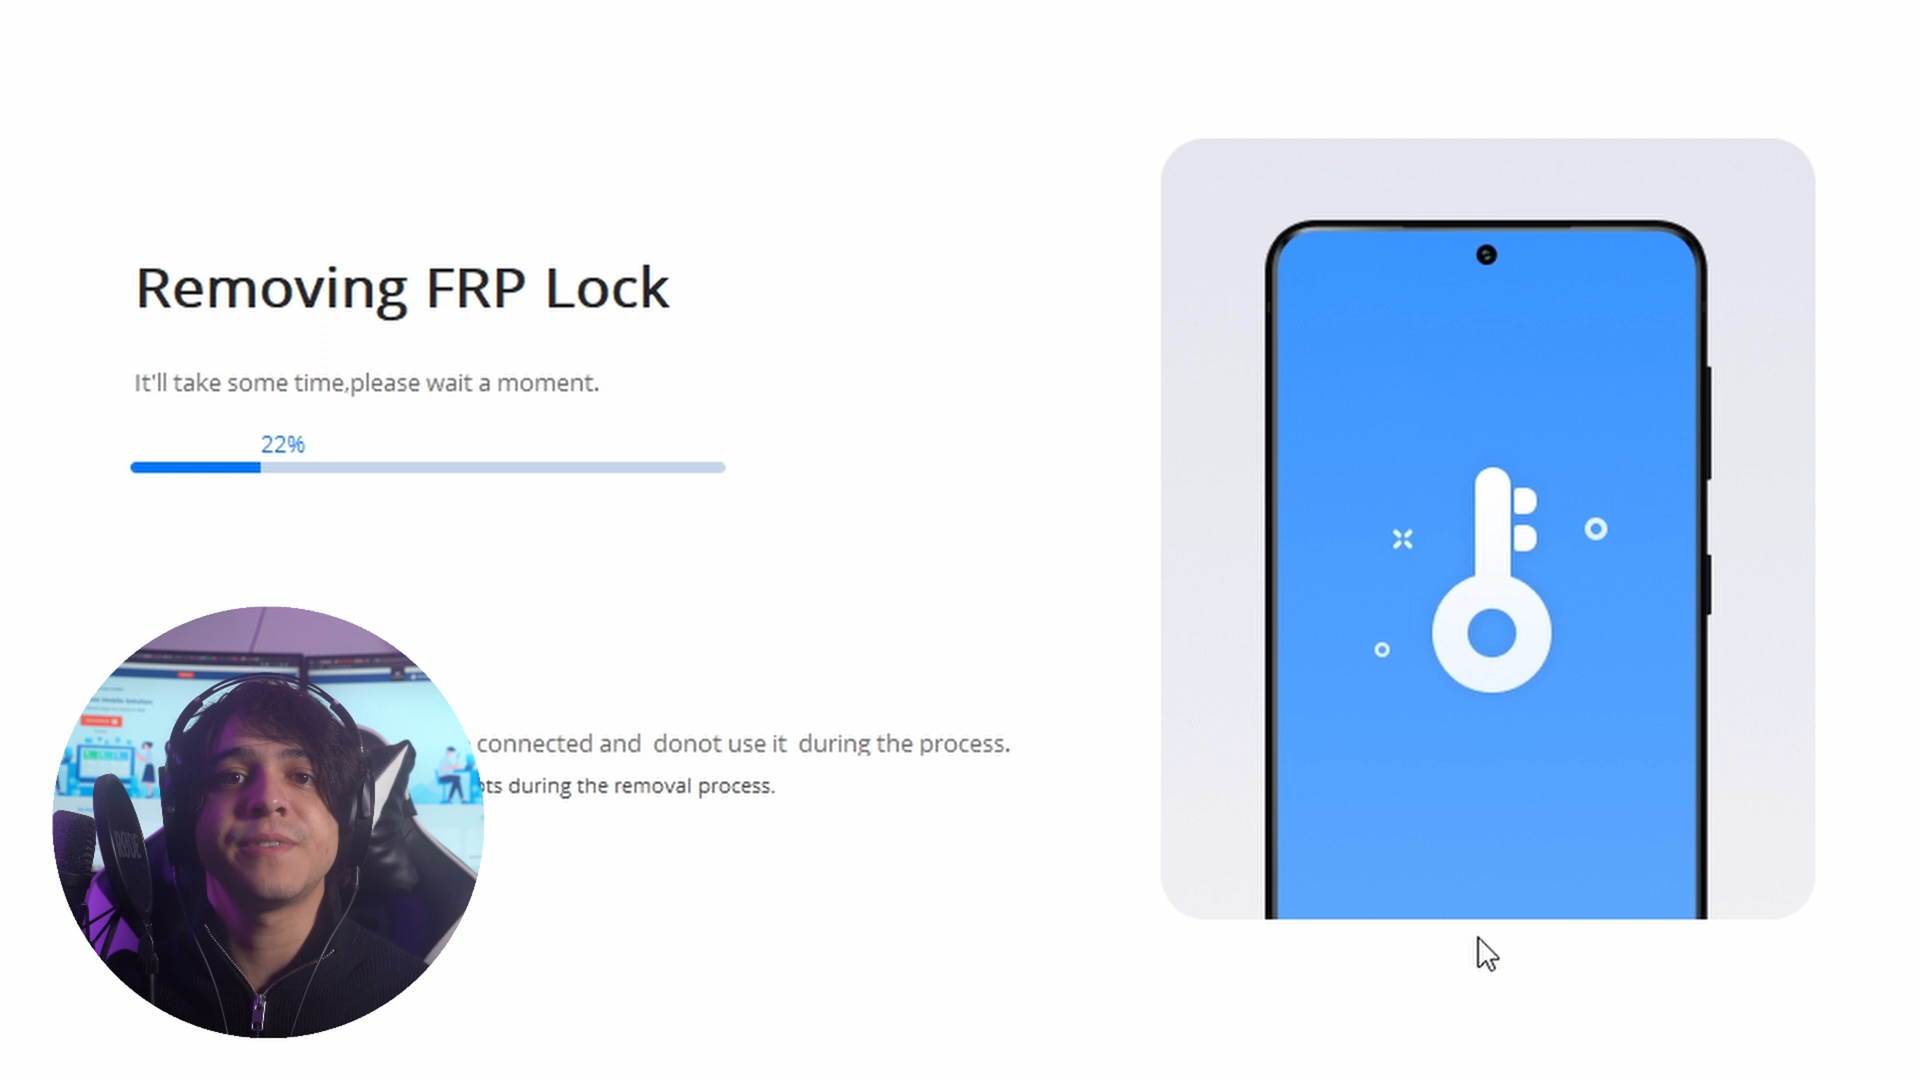 Removing FRP Lock
It'll take some time,please wait a moment.
22%
connected and donot use it during the process.
during the removal process.
RØDE